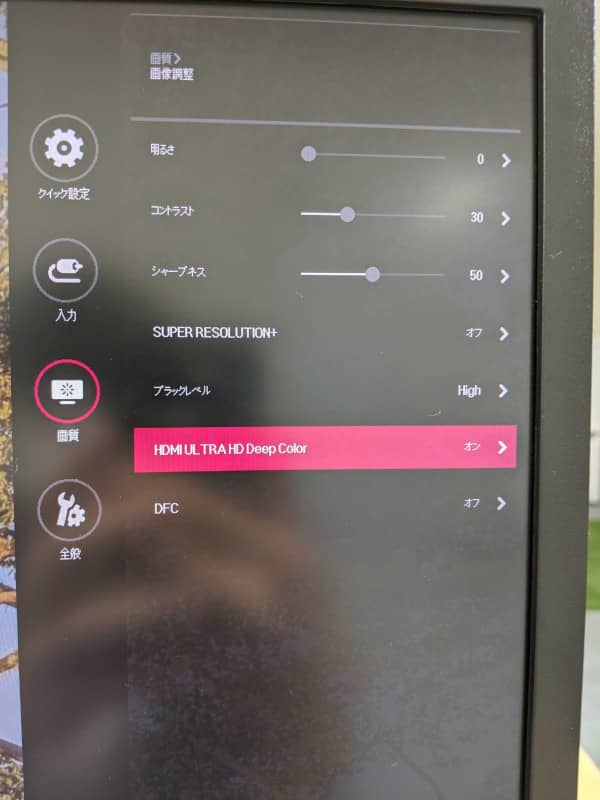 画質
画像調整
クイック設定
入力
画質
全般
明るさ 0
コントラスト 30
シャープネス 50
SUPER RESOLUTION+ オフ
ブラックレベル High
HDMI ULTRA HD Deep Color オン
DFC オフ